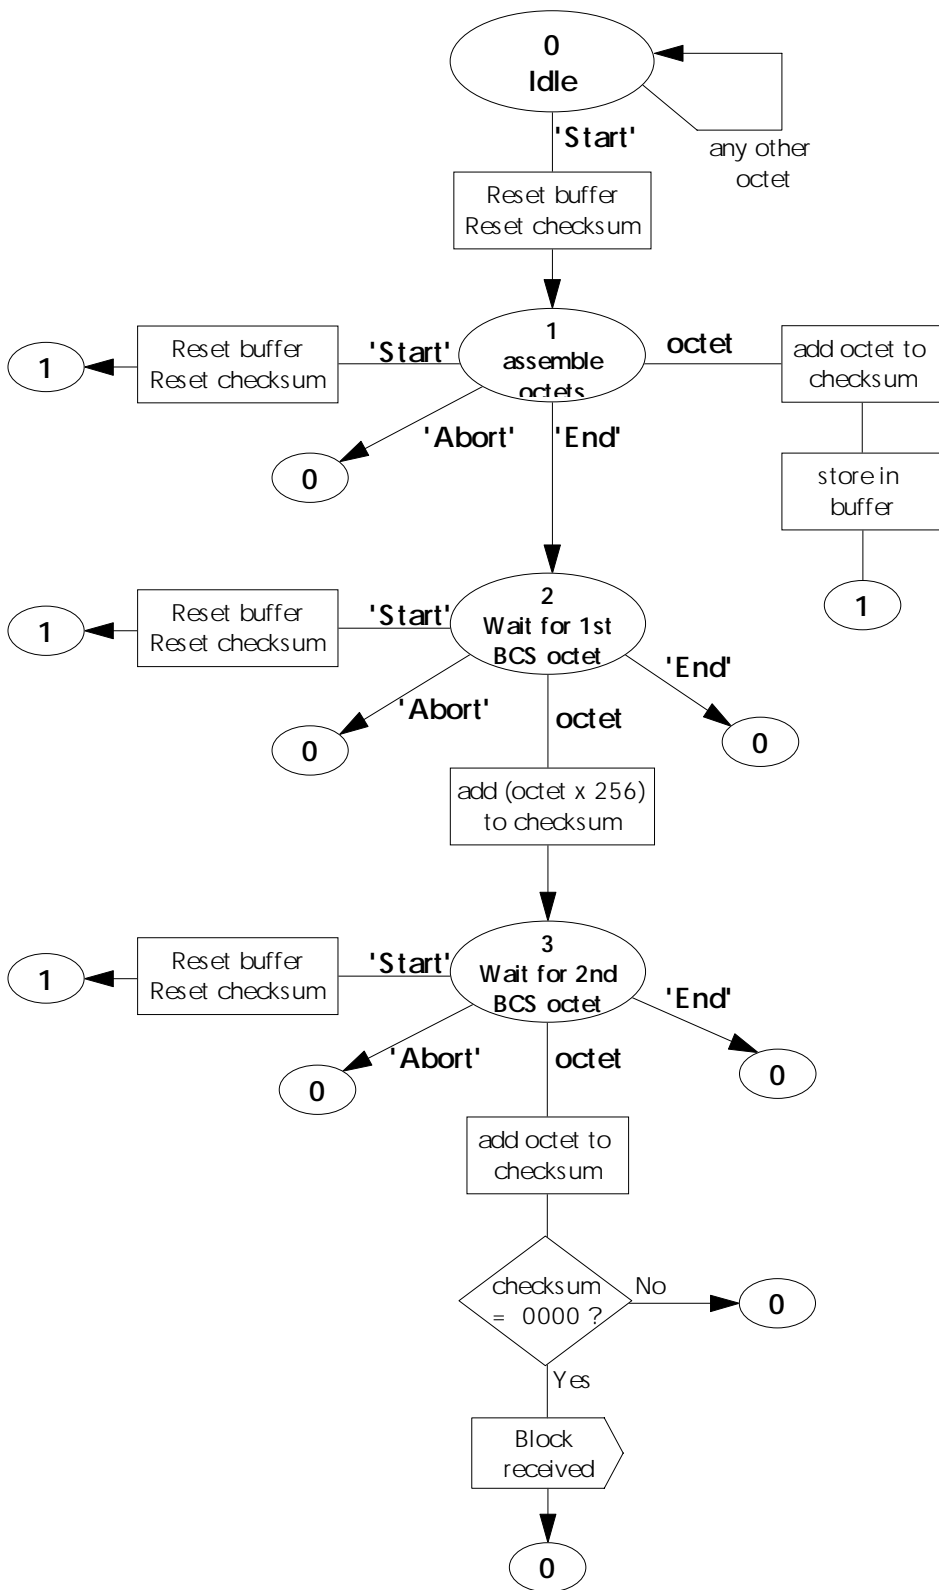 0
Idle
'Start'
any other
octet
Reset buffer
Reset checksum
1
Reset buffer
Reset checksum
'Start'
1
assemble
octets
octet
add octet to
checksum
'Abort'
'End'
0
store in
buffer
1
1
Reset buffer
Reset checksum
'Start'
2
Wait for 1st
BCS octet
'End'
'Abort'
octet
0
0
add (octet x 256)
to checksum
1
Reset buffer
Reset checksum
'Start'
3
Wait for 2nd
BCS octet
'End'
'Abort'
octet
0
0
add octet to
checksum
checksum
= 0000 ?
No
0
Yes
Block
received
0